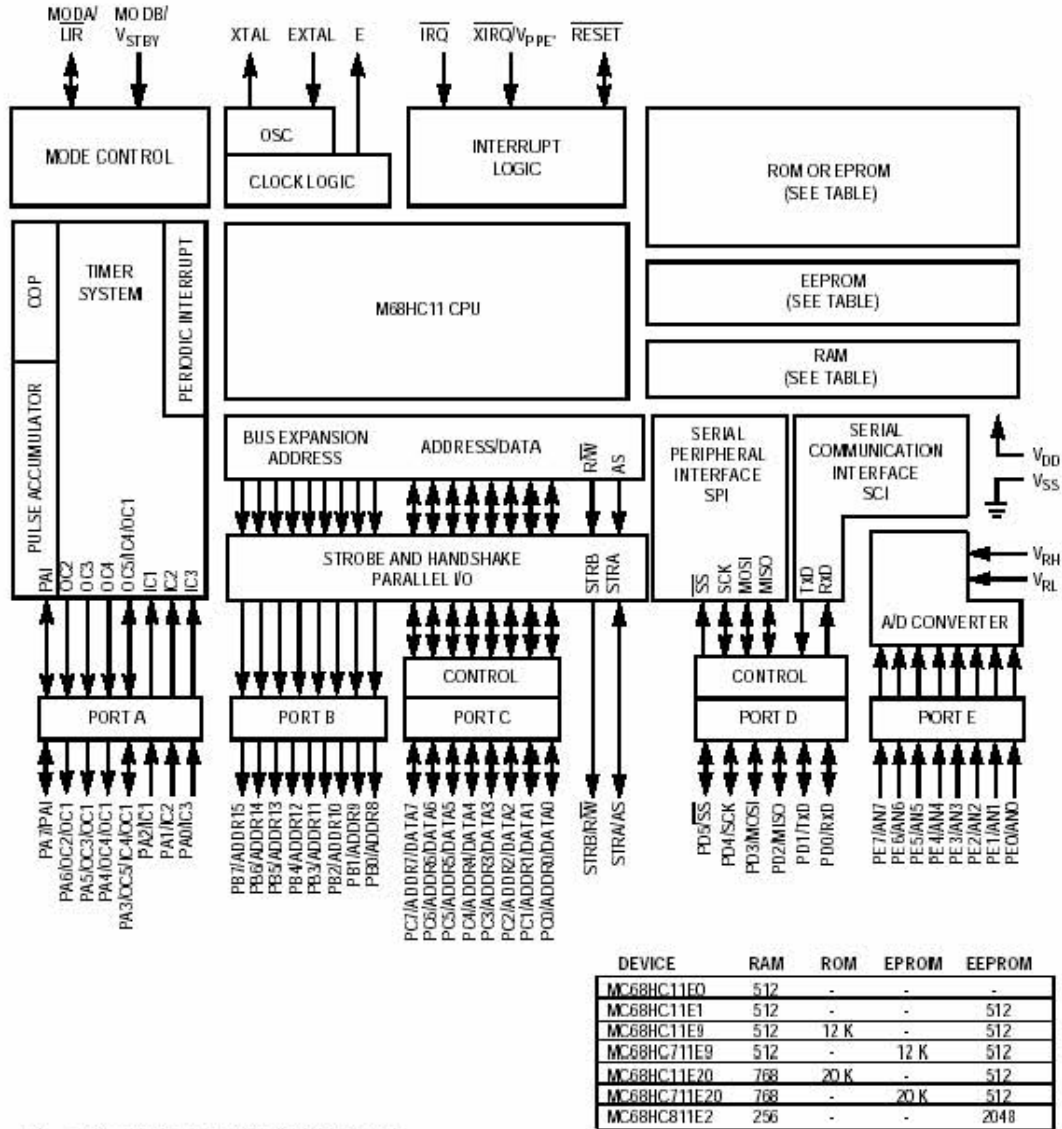 MODA/ MODB/
LIR VSTBY
XTAL EXTAL E
IRQ XIRQ/VPPE* RESET
MODE CONTROL
OSC
CLOCK LOGIC
INTERRUPT
LOGIC
ROM OR EPROM
(SEE TABLE)
COP
TIMER
SYSTEM
PERIODIC INTERRUPT
PULSE ACCUMULATOR
M68HC11 CPU
EEPROM
(SEE TABLE)
RAM
(SEE TABLE)
BUS EXPANSION
ADDRESS
ADDRESS/DATA
R/W
AS
SERIAL
PERIPHERAL
INTERFACE
SPI
SERIAL
COMMUNICATION
INTERFACE
SCI
VDD
VSS
STROBE AND HANDSHAKE
PARALLEL I/O
STRB
STRA
VRH
VRL
PAI
OC2
OC3
OC4
OC5/IC4/OC1
IC1
IC2
IC3
SS
SCK
MOSI
MISO
TxD
RxD
A/D CONVERTER
CONTROL
CONTROL
PORT A
PORT B
PORT C
PORT D
PORT E
PA7/PAI
PA6/OC2/OC1
PA5/OC3/OC1
PA4/OC4/OC1
PA3/OC5/IC4/OC1
PA2/IC1
PA1/IC2
PA0/IC3
PB7/ADDR15
PB6/ADDR14
PB5/ADDR13
PB4/ADDR12
PB3/ADDR11
PB2/ADDR10
PB1/ADDR9
PB0/ADDR8
PC7/ADDR7/DATA7
PC6/ADDR6/DATA6
PC5/ADDR5/DATA5
PC4/ADDR4/DATA4
PC3/ADDR3/DATA3
PC2/ADDR2/DATA2
PC1/ADDR1/DATA1
PC0/ADDR0/DATA0
STRB/R/W
STRA/AS
PD5/SS
PD4/SCK
PD3/MOSI
PD2/MISO
PD1/TxD
PD0/RxD
PE7/AN7
PE6/AN6
PE5/AN5
PE4/AN4
PE3/AN3
PE2/AN2
PE1/AN1
PE0/AN0
DEVICE RAM ROM EPROM EEPROM
MC68HC11E0 512 - - -
MC68HC11E1 512 - - 512
MC68HC11E9 512 12 K - 512
MC68HC711E9 512 - 12 K 512
MC68HC11E20 768 20 K - 512
MC68HC711E20 768 - 20 K 512
MC68HC811E2 256 - - 2048